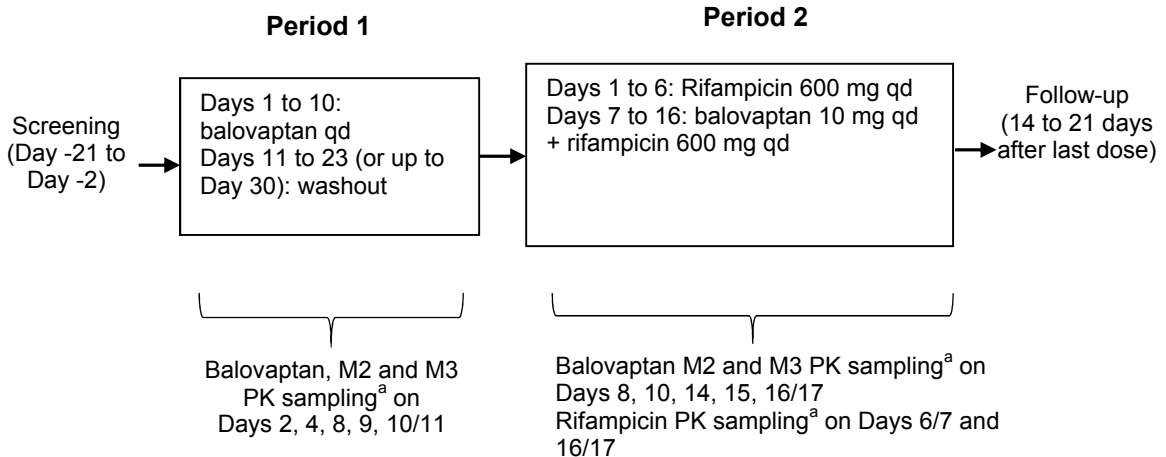 Period 1
Period 2
Screening
(Day -21 to
Day -2)
Days 1 to 10:
balovaptan qd
Days 11 to 23 (or up to
Day 30): washout
Days 1 to 6: Rifampicin 600 mg qd
Days 7 to 16: balovaptan 10 mg qd
+ rifampicin 600 mg qd
Follow-up
(14 to 21 days
after last dose)
Balovaptan, M2 and M3
PK sampling^a on
Days 2, 4, 8, 9, 10/11
Balovaptan M2 and M3 PK sampling^a on
Days 8, 10, 14, 15, 16/17
Rifampicin PK sampling^a on Days 6/7 and
16/17